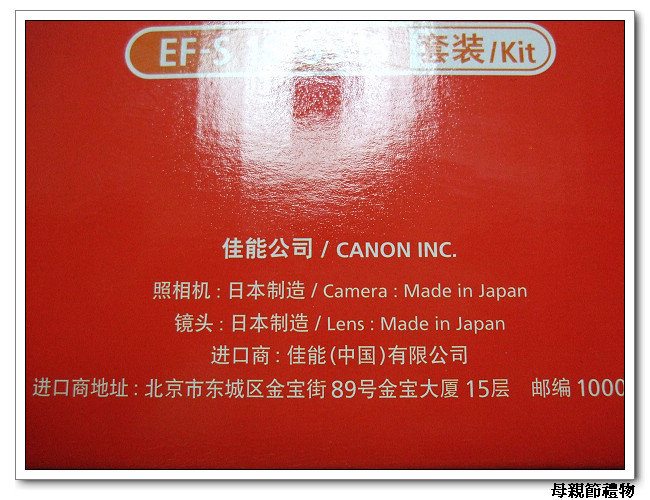 EF-S 套装/Kit
佳能公司 / CANON INC.
照相机 : 日本制造 / Camera : Made in Japan
镜头 : 日本制造 / Lens : Made in Japan
进口商 : 佳能(中国)有限公司
进口商地址 : 北京市东城区金宝街89号金宝大厦 15层 邮编 1000
母親節禮物